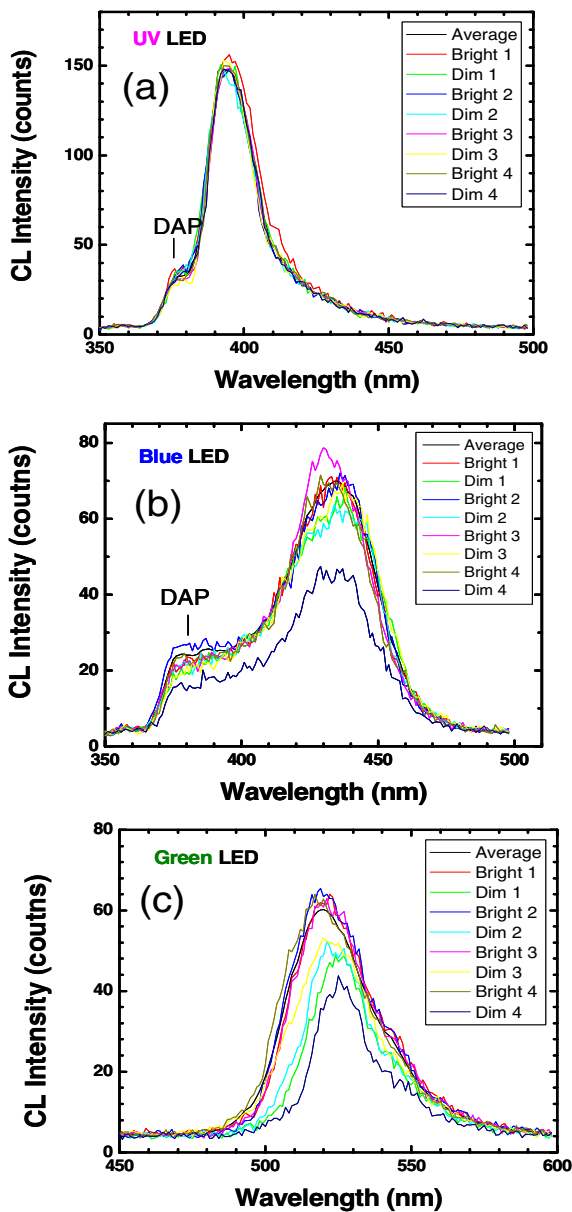 UV LED
(a)
DAP
Average
Bright 1
Dim 1
Bright 2
Dim 2
Bright 3
Dim 3
Bright 4
Dim 4
CL Intensity (counts)
150
100
50
0
350 400 450 500
Wavelength (nm)
Blue LED
(b)
DAP
Average
Bright 1
Dim 1
Bright 2
Dim 2
Bright 3
Dim 3
Bright 4
Dim 4
CL Intensity (coutns)
80
60
40
20
0
350 400 450 500
Wavelength (nm)
Green LED
(c)
Average
Bright 1
Dim 1
Bright 2
Dim 2
Bright 3
Dim 3
Bright 4
Dim 4
CL Intensity (coutns)
80
60
40
20
0
450 500 550 600
Wavelength (nm)